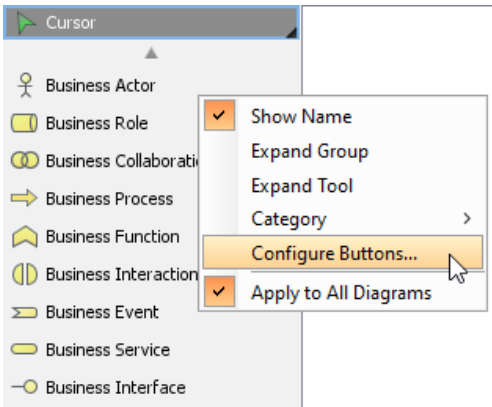 Cursor
Business Actor
Business Role
Business Collaborati
Business Process
Business Function
Business Interaction
Business Event
Business Service
Business Interface
Show Name
Expand Group
Expand Tool
Category
Configure Buttons...
Apply to All Diagrams